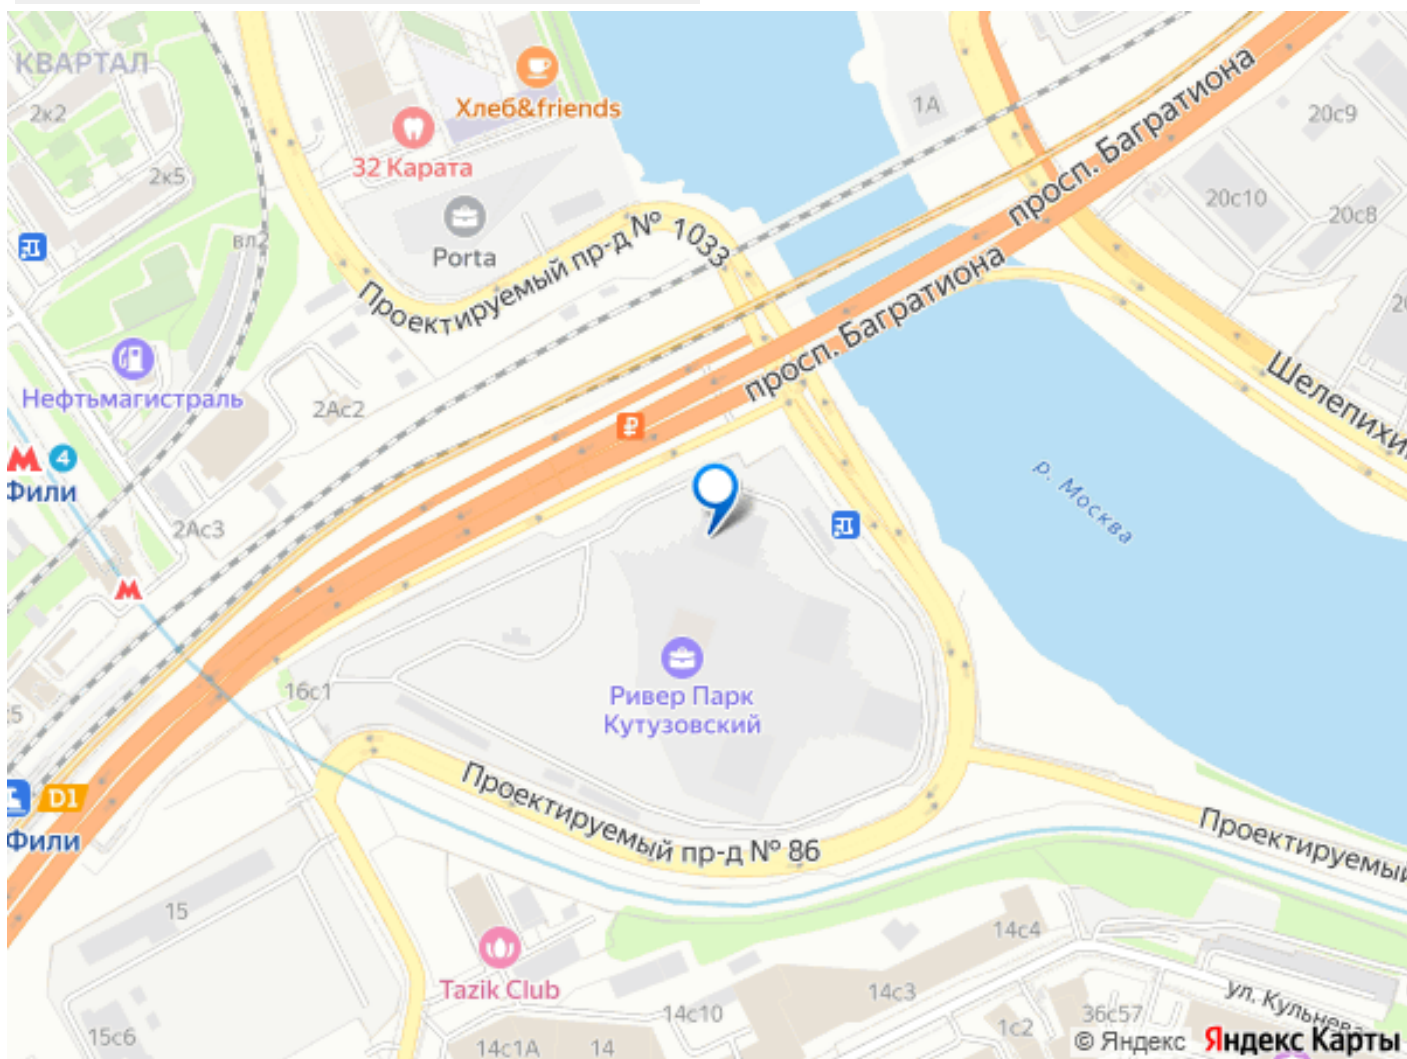 КВАРТАЛ
2к2
Хлеб&friends
1А
20с9
32 Карата
2к5
просп. Багратиона
20с10
20с8
вл2
Porta
Проектируемый пр-д № 1033
просп. Багратиона
Нефтьмагистраль
2Ас2
4
Фили
р. Москва
2Ас3
16с1
Ривер Парк
Кутузовский
D1
Фили
Проектируемый пр-д № 86
Проектируемый
15
14с4
Tazik Club
14с3
14с10
ул. Кульнева
36с57
15с6
1с2
14с1А
14
© Яндекс
Яндекс Карты